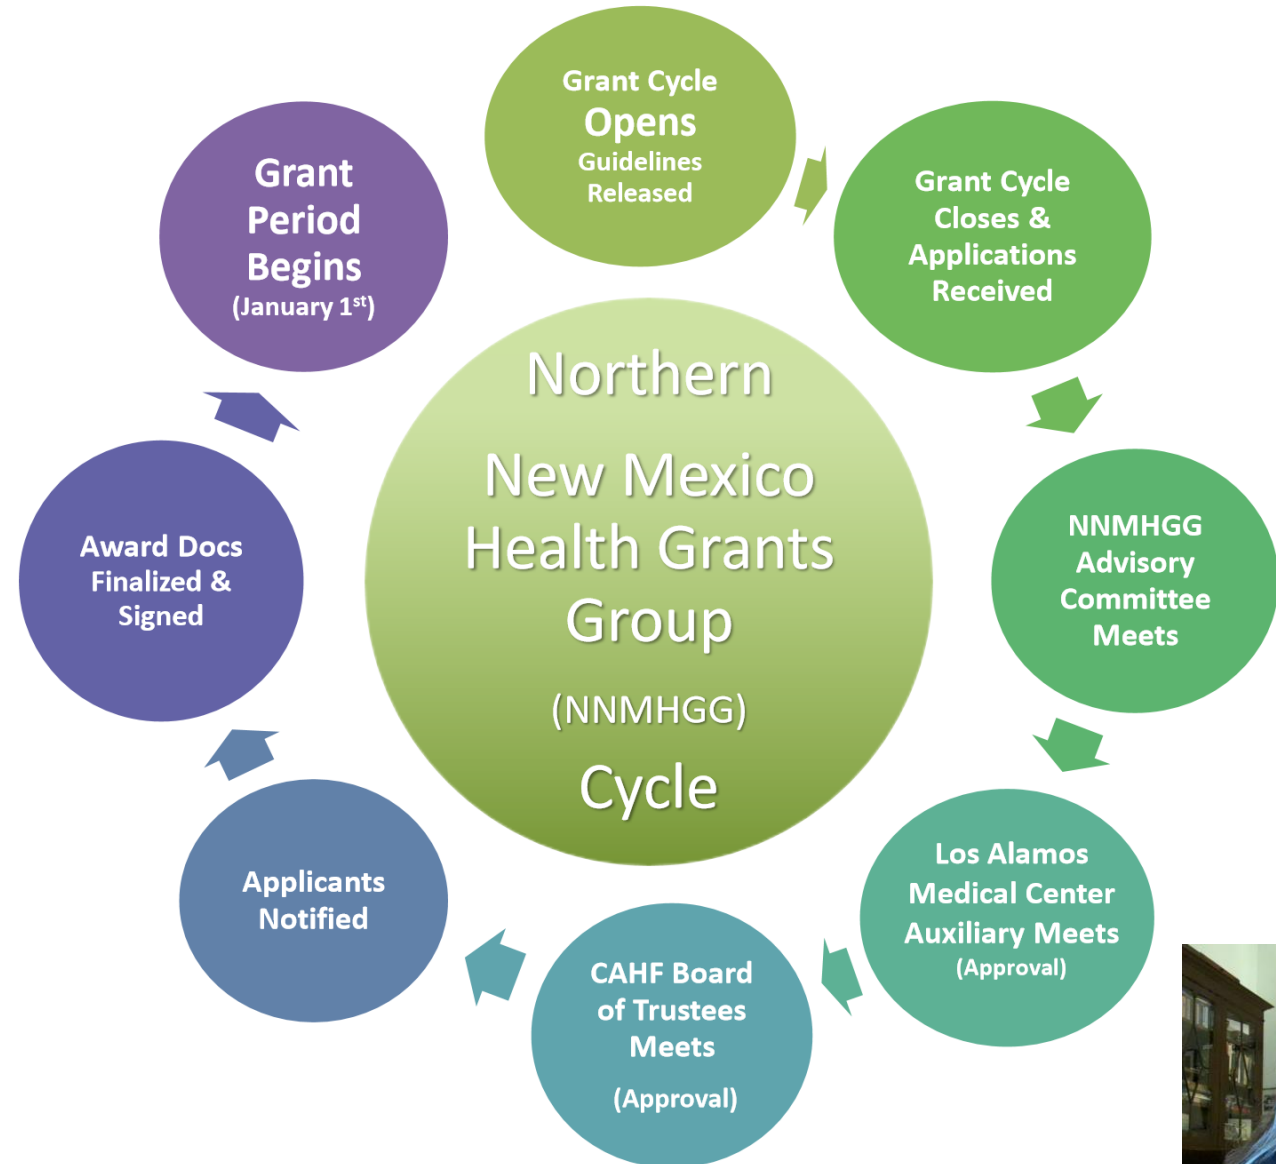 Grant Cycle
Opens
Guidelines
Released
Grant Cycle
Closes &
Applications
Received
NNMHGG
Advisory
Committee
Meets
Los Alamos
Medical Center
Auxiliary Meets
(Approval)
CAHF Board
of Trustees
Meets
(Approval)
Applicants
Notified
Award Docs
Finalized &
Signed
Grant
Period
Begins
(January 1st)
Northern
New Mexico
Health Grants
Group
(NNMHGG)
Cycle